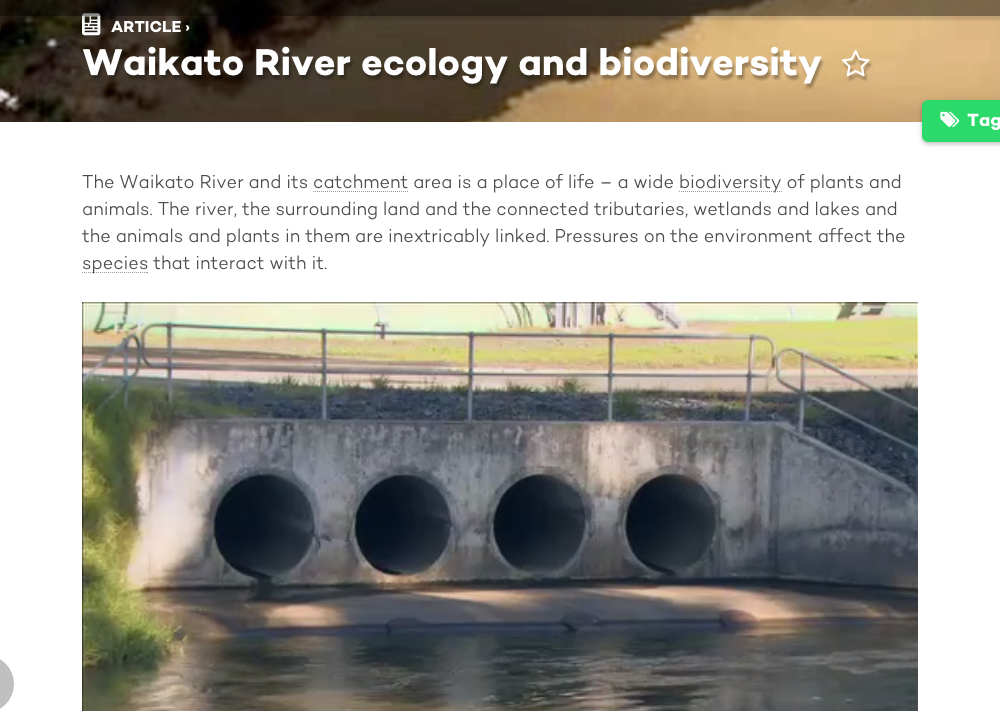 ARTICLE ›
Waikato River ecology and biodiversity
Tag
The Waikato River and its catchment area is a place of life – a wide biodiversity of plants and
animals. The river, the surrounding land and the connected tributaries, wetlands and lakes and
the animals and plants in them are inextricably linked. Pressures on the environment affect the
species that interact with it.